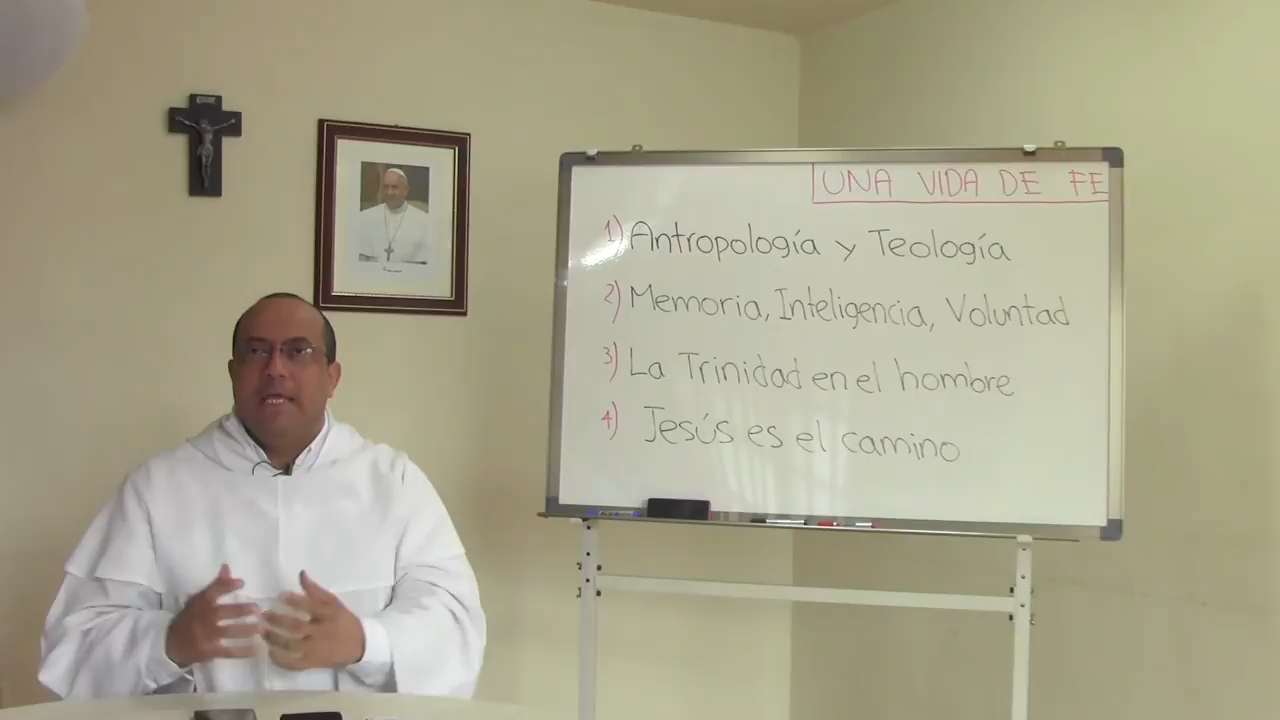 UNA VIDA DE FE
1) Antropología y Teología
2) Memoria, Inteligencia, Voluntad
3) La Trinidad en el hombre
4) Jesús es el camino